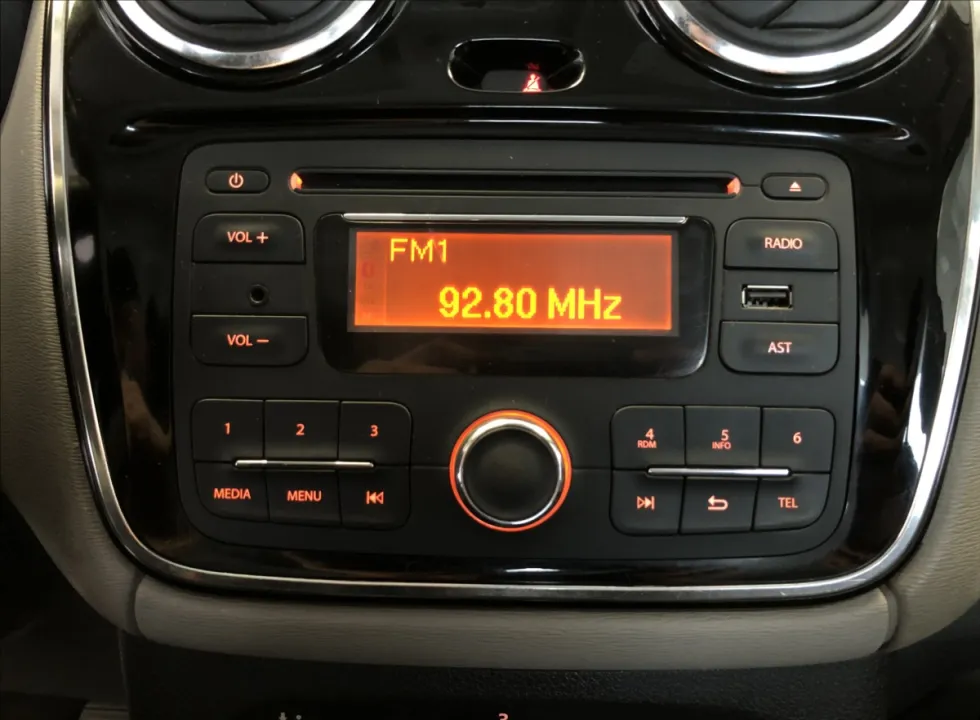 VOL +
FM1
RADIO
92.80 MHz
VOL –
AST
1
2
3
4
RDM
5
INFO
6
MEDIA
MENU
TEL
3